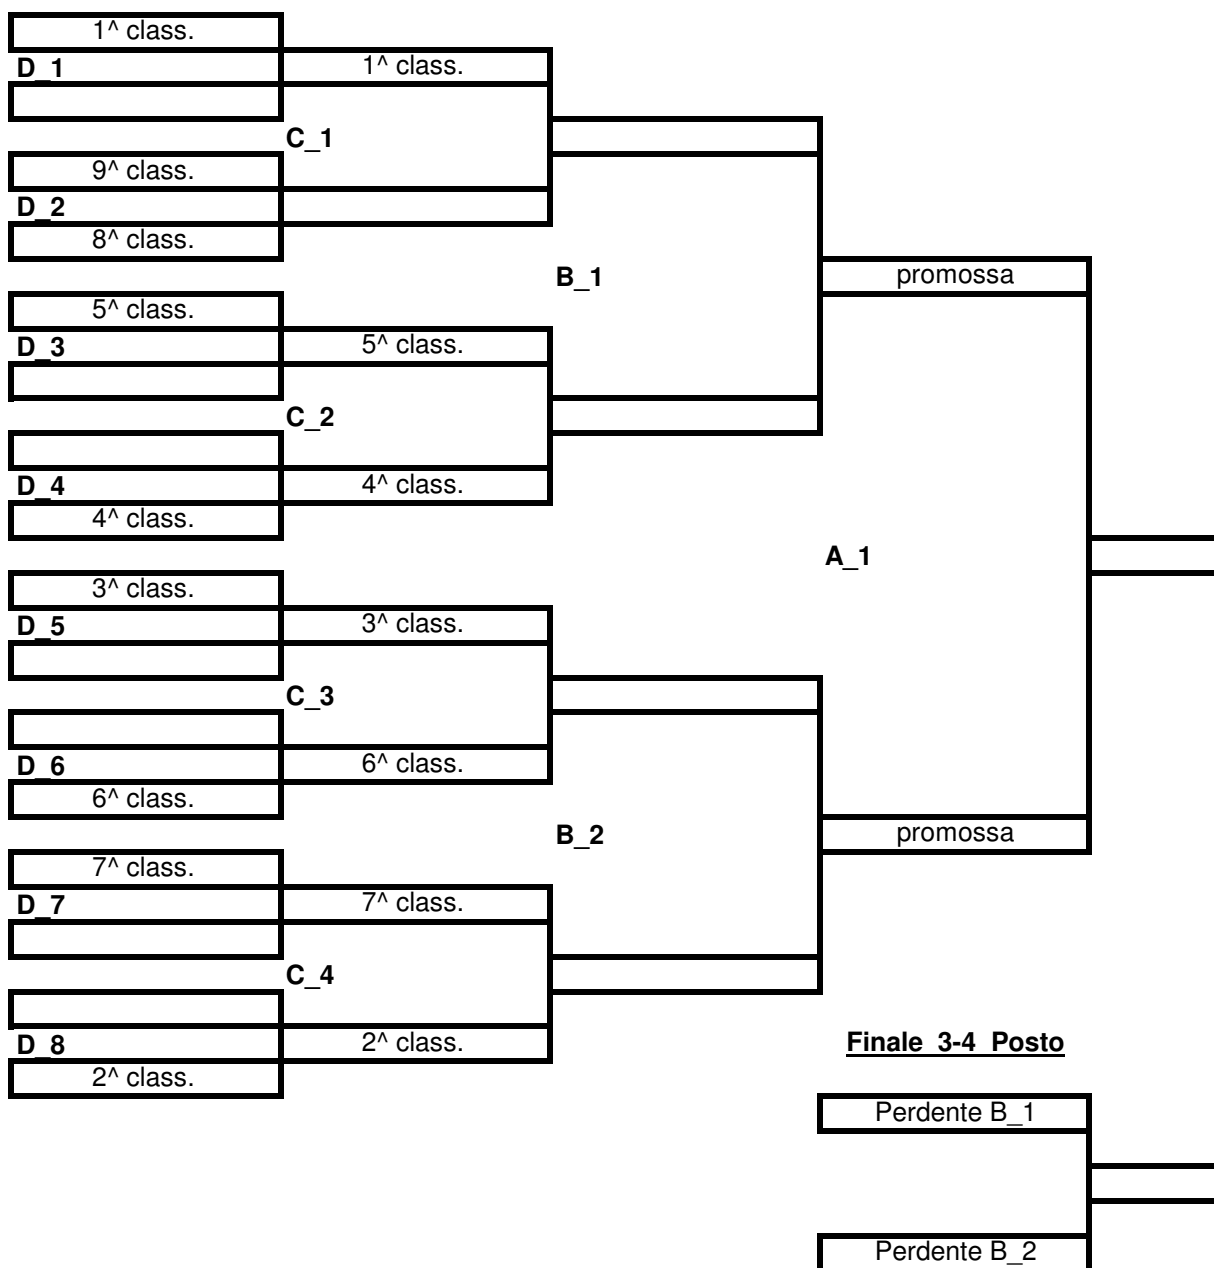 1^ class.
D_1
1^ class.
C_1
9^ class.
D_2
8^ class.
B_1
promossa
5^ class.
D_3
5^ class.
C_2
D_4
4^ class.
4^ class.
A_1
3^ class.
D_5
3^ class.
C_3
D_6
6^ class.
6^ class.
B_2
promossa
7^ class.
D_7
7^ class.
C_4
D_8
2^ class.
2^ class.
Finale 3-4 Posto
Perdente B_1
Perdente B_2